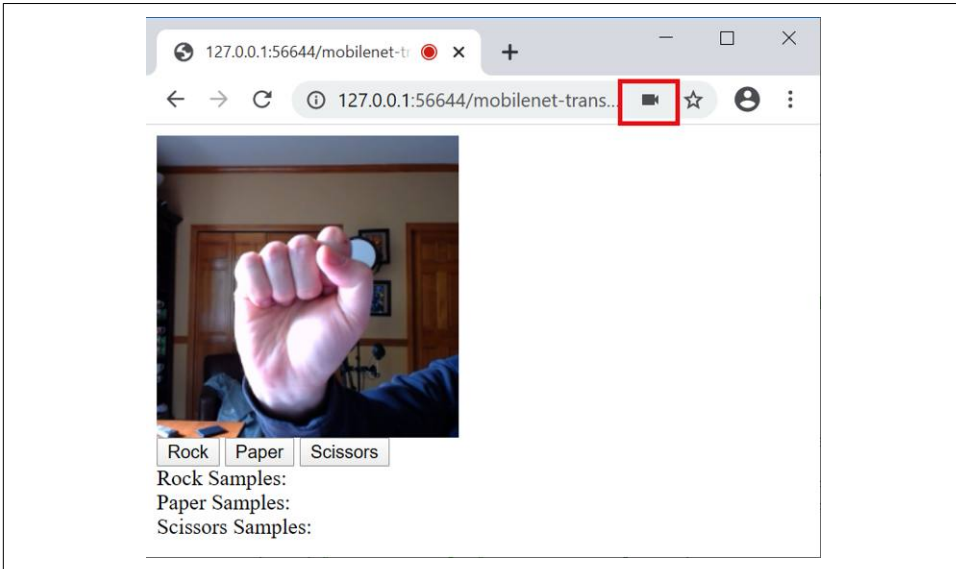 127.0.0.1:56644/mobilenet-tr
127.0.0.1:56644/mobilenet-trans...
Rock Paper Scissors
Rock Samples:
Paper Samples:
Scissors Samples: